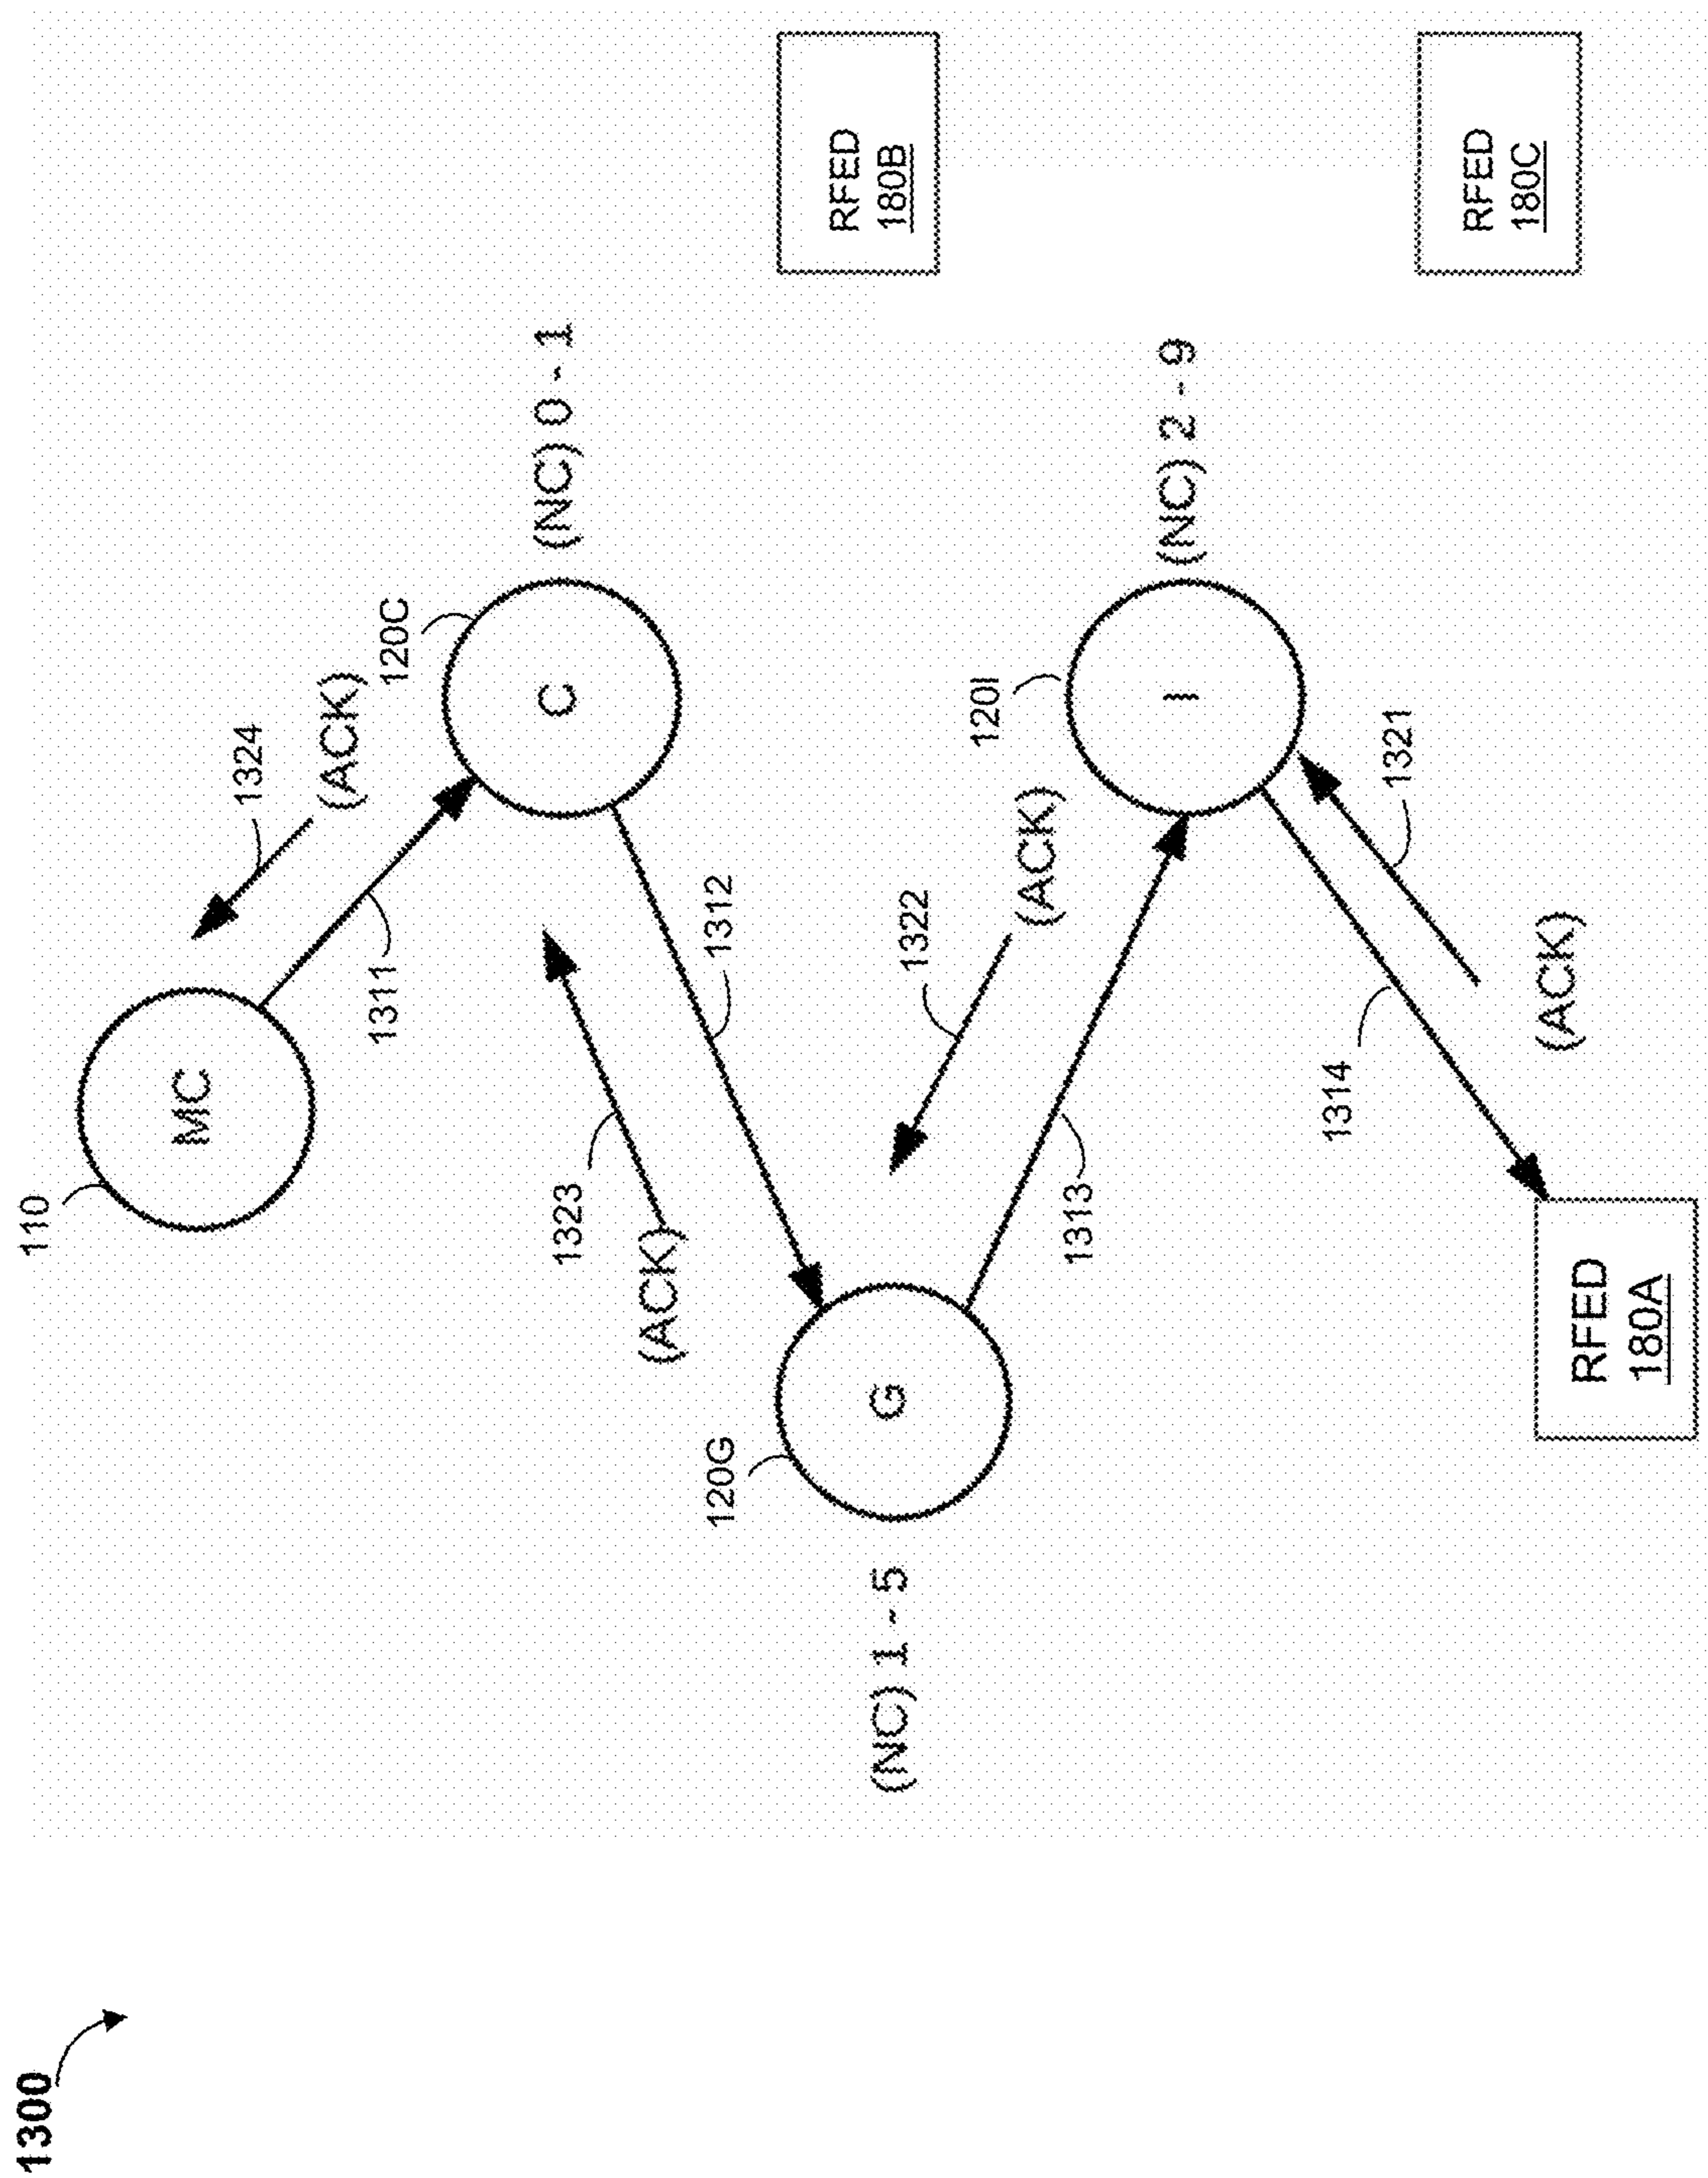 1300
110
MC
1324
(ACK)
1311
120C
C
(NC) 0 - 1
1323
(ACK)
1312
120G
G
(NC) 1 - 5
1322
(ACK)
1313
120I
I
(NC) 2 - 9
1314
1321
(ACK)
RFED
180A
RFED
180B
RFED
180C